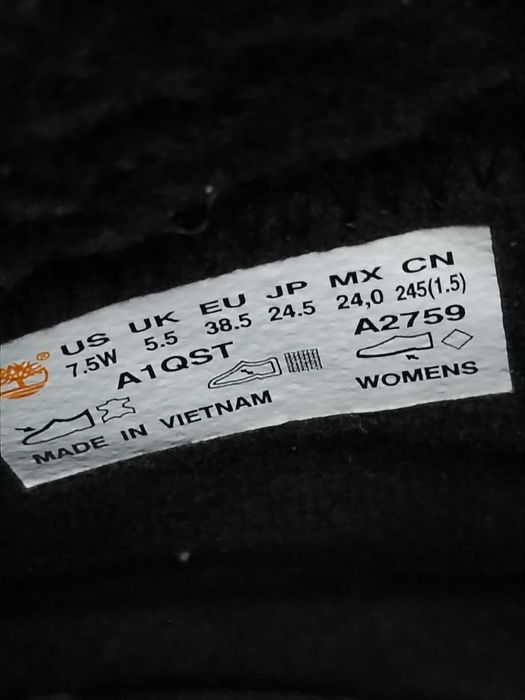 US UK EU JP MX CN
7.5W 5.5 38.5 24.5 24,0 245(1.5)
A1QST A2759
MADE IN VIETNAM WOMENS
®